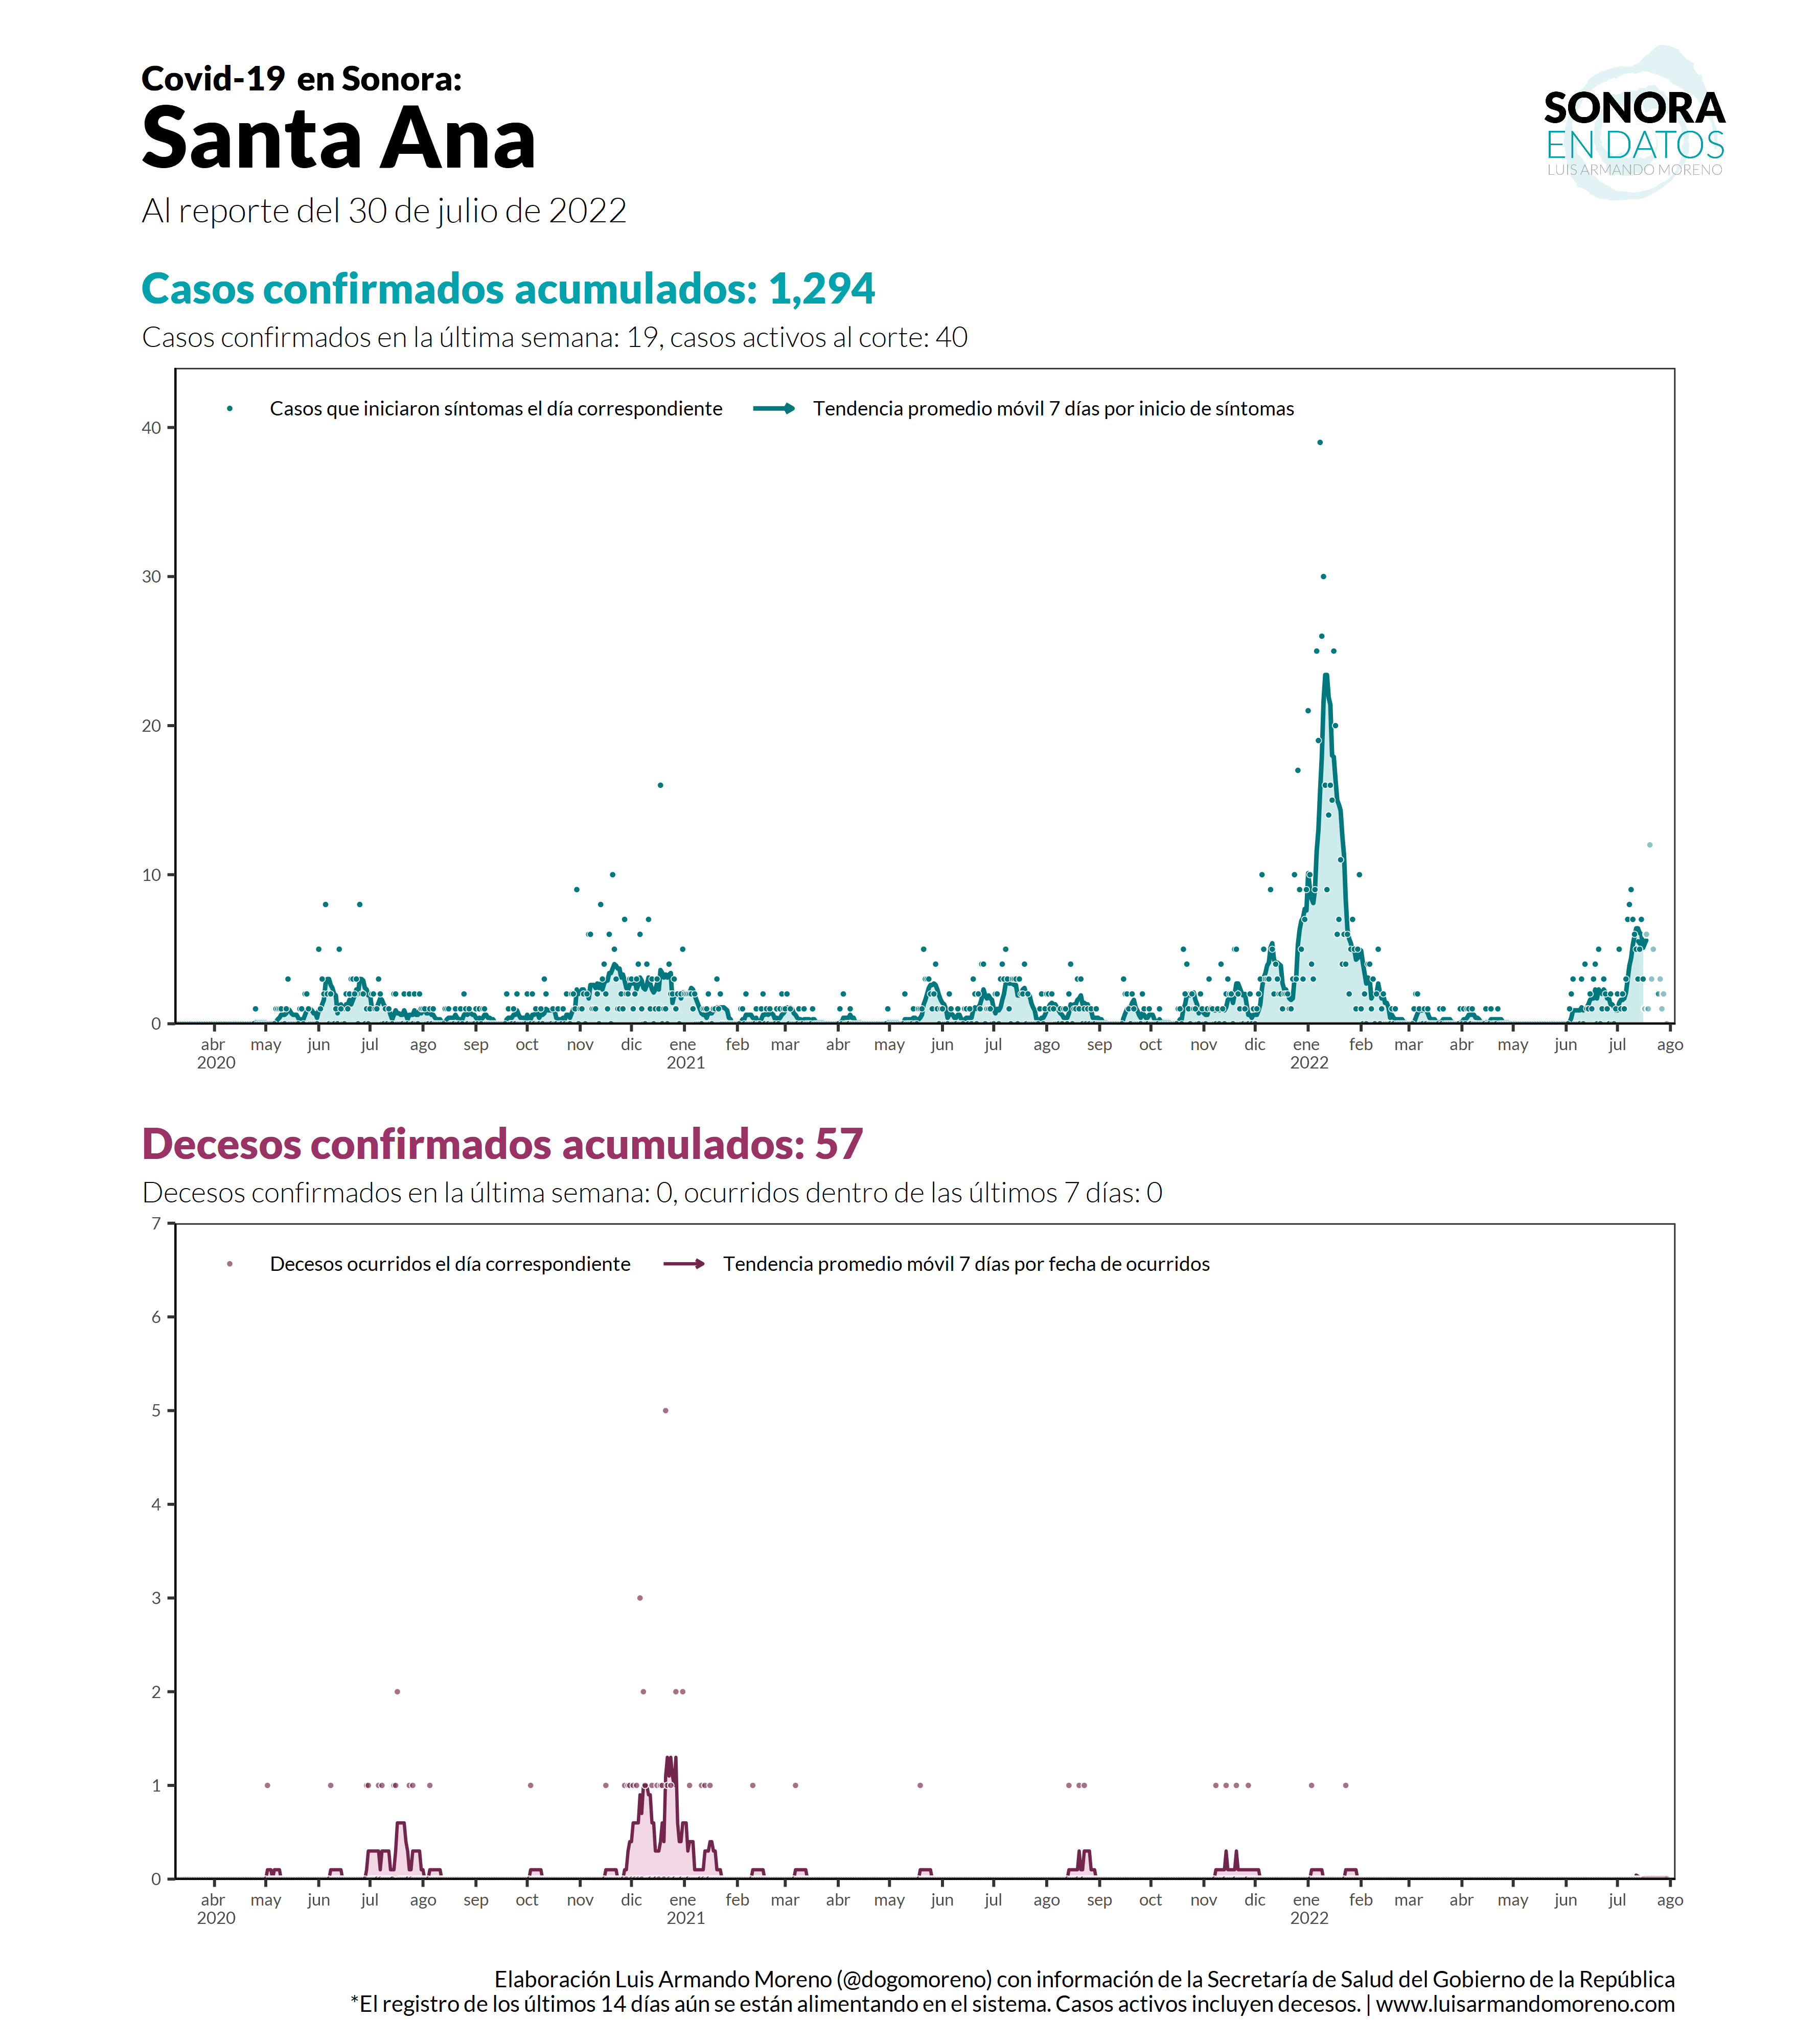 Covid-19 en Sonora:
Santa Ana
Al reporte del 30 de julio de 2022
SONORA
EN DATOS
LUIS ARMANDO MORENO
Casos confirmados acumulados: 1,294
Casos confirmados en la última semana: 19, casos activos al corte: 40
Casos que iniciaron síntomas el día correspondiente
Tendencia promedio móvil 7 días por inicio de síntomas
40
30
20
10
0
abr may jun jul ago sep oct nov dic ene feb mar abr may jun jul ago sep oct nov dic ene feb mar abr may jun jul ago
2020 2021 2022
Decesos confirmados acumulados: 57
Decesos confirmados en la última semana: 0, ocurridos dentro de las últimos 7 días: 0
7
Decesos ocurridos el día correspondiente
Tendencia promedio móvil 7 días por fecha de ocurridos
6
5
4
3
2
1
0
abr may jun jul ago sep oct nov dic ene feb mar abr may jun jul ago sep oct nov dic ene feb mar abr may jun jul ago
2020 2021 2022
Elaboración Luis Armando Moreno (@dogomoreno) con información de la Secretaría de Salud del Gobierno de la República
*El registro de los últimos 14 días aún se están alimentando en el sistema. Casos activos incluyen decesos. | www.luisarmandomoreno.com